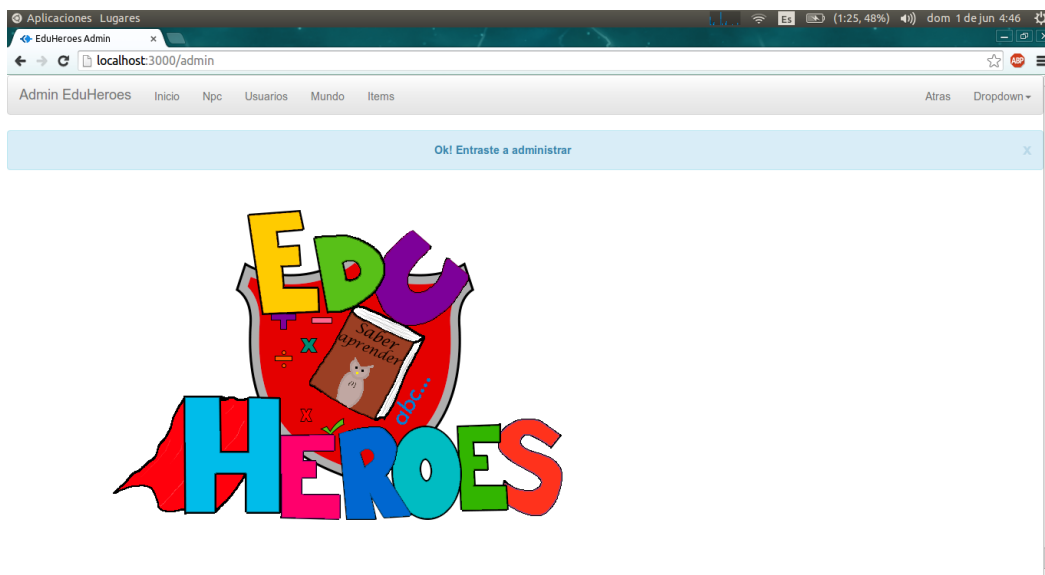 Aplicaciones Lugares Es (1:25, 48%) dom 1 de jun 4:46
EduHeroes Admin ×
localhost:3000/admin ABP
Admin EduHeroes Inicio Npc Usuarios Mundo Items Atras Dropdown
Ok! Entraste a administrar x
EDU
Saber
aprender
abc...
HEROES